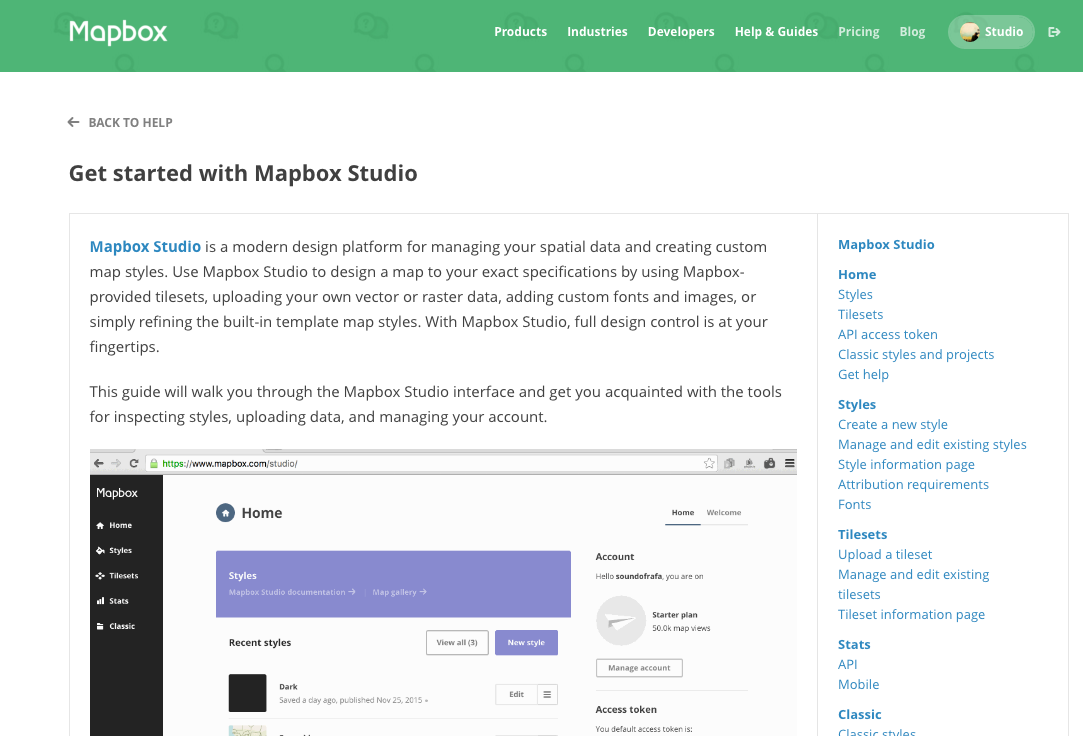 Mapbox
Products Industries Developers Help & Guides Pricing Blog Studio
BACK TO HELP
Get started with Mapbox Studio
Mapbox Studio is a modern design platform for managing your spatial data and creating custom
map styles. Use Mapbox Studio to design a map to your exact specifications by using Mapbox-
provided tilesets, uploading your own vector or raster data, adding custom fonts and images, or
simply refining the built-in template map styles. With Mapbox Studio, full design control is at your
fingertips.
This guide will walk you through the Mapbox Studio interface and get you acquainted with the tools
for inspecting styles, uploading data, and managing your account.
https://www.mapbox.com/studio/
Mapbox
Home
Styles
Tilesets
Stats
Classic
Home
Home Welcome
Styles
Mapbox Studio documentation → Map gallery →
Recent styles
View all (3)
New style
Dark
Saved a day ago, published Nov 25, 2015
Edit
Account
Hello soundofrafa, you are on
Starter plan
50.0k map views
Manage account
Access token
You default access token is:
Mapbox Studio
Home
Styles
Tilesets
API access token
Classic styles and projects
Get help
Styles
Create a new style
Manage and edit existing styles
Style information page
Attribution requirements
Fonts
Tilesets
Upload a tileset
Manage and edit existing
tilesets
Tileset information page
Stats
API
Mobile
Classic
Classic styles